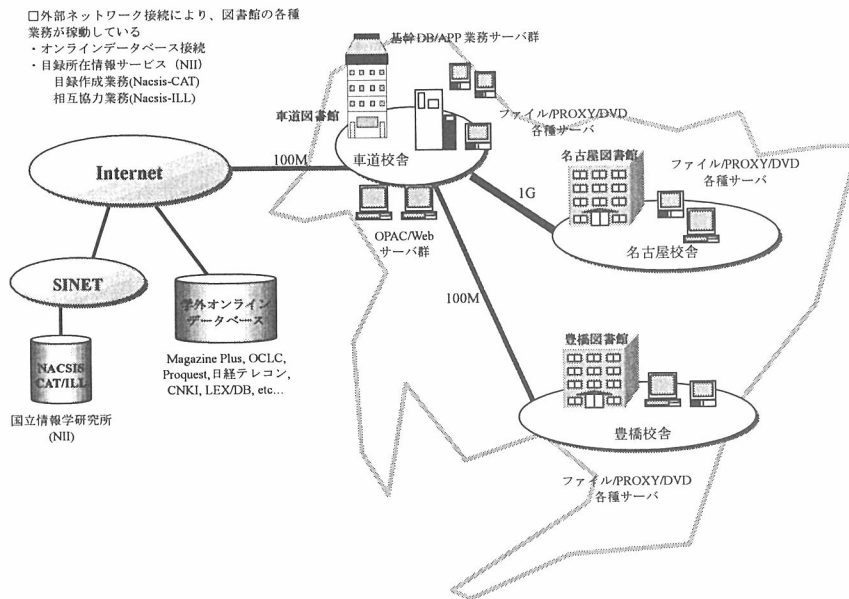 □外部ネットワーク接続により、図書館の各種
業務が稼動している
・オンラインデータベース接続
・目録所在情報サービス（NII）
目録作成業務(Nacsis-CAT)
相互協力業務(Nacsis-ILL)
基幹DB/APP業務サーバ群
車道図書館
ファイル/PROXY/DVD
各種サーバ
車道校舎
100M
Internet
名古屋図書館
ファイル/PROXY/DVD
各種サーバ
1G
名古屋校舎
OPAC/Web
サーバ群
SINET
学外オンライン
データベース
100M
NACSIS
CAT/ILL
Magazine Plus, OCLC,
Proquest,日経テレコン,
CNKI, LEX/DB, etc...
国立情報学研究所
(NII)
豊橋図書館
豊橋校舎
ファイル/PROXY/DVD
各種サーバ